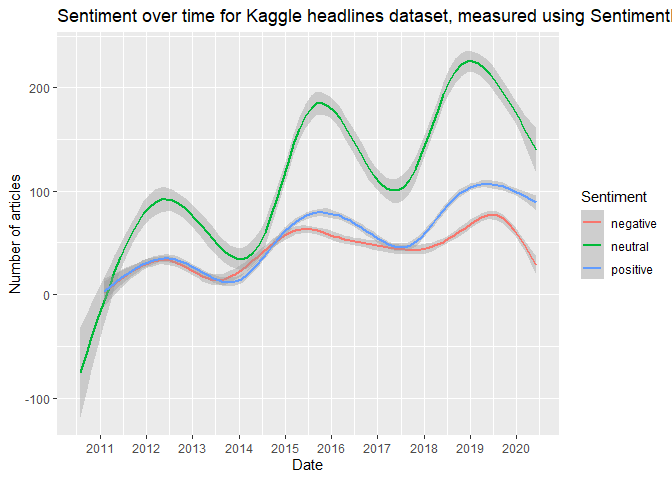 Sentiment over time for Kaggle headlines dataset, measured using Sentiment
Number of articles
200
100
0
-100
2011 2012 2013 2014 2015 2016 2017 2018 2019 2020
Date
Sentiment
negative
neutral
positive